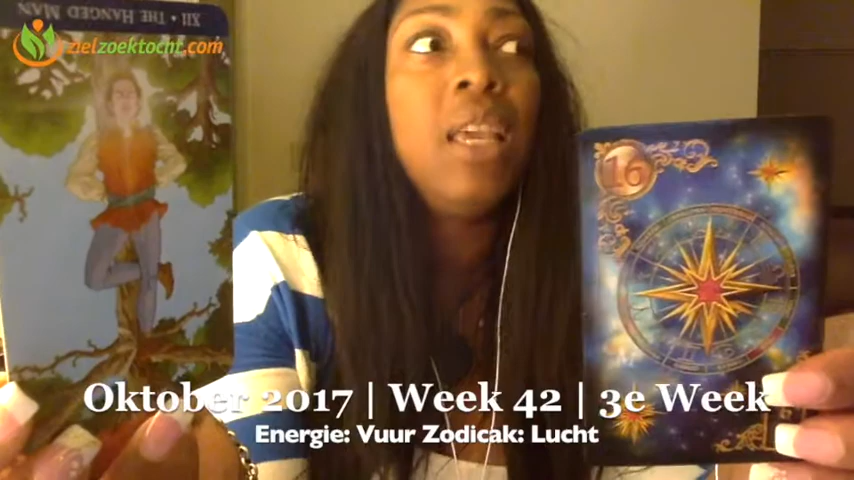 XII • THE HANGED MAN
zielzoektocht.com
16
Oktober 2017 | Week 42 | 3e Week
Energie: Vuur Zodicak: Lucht